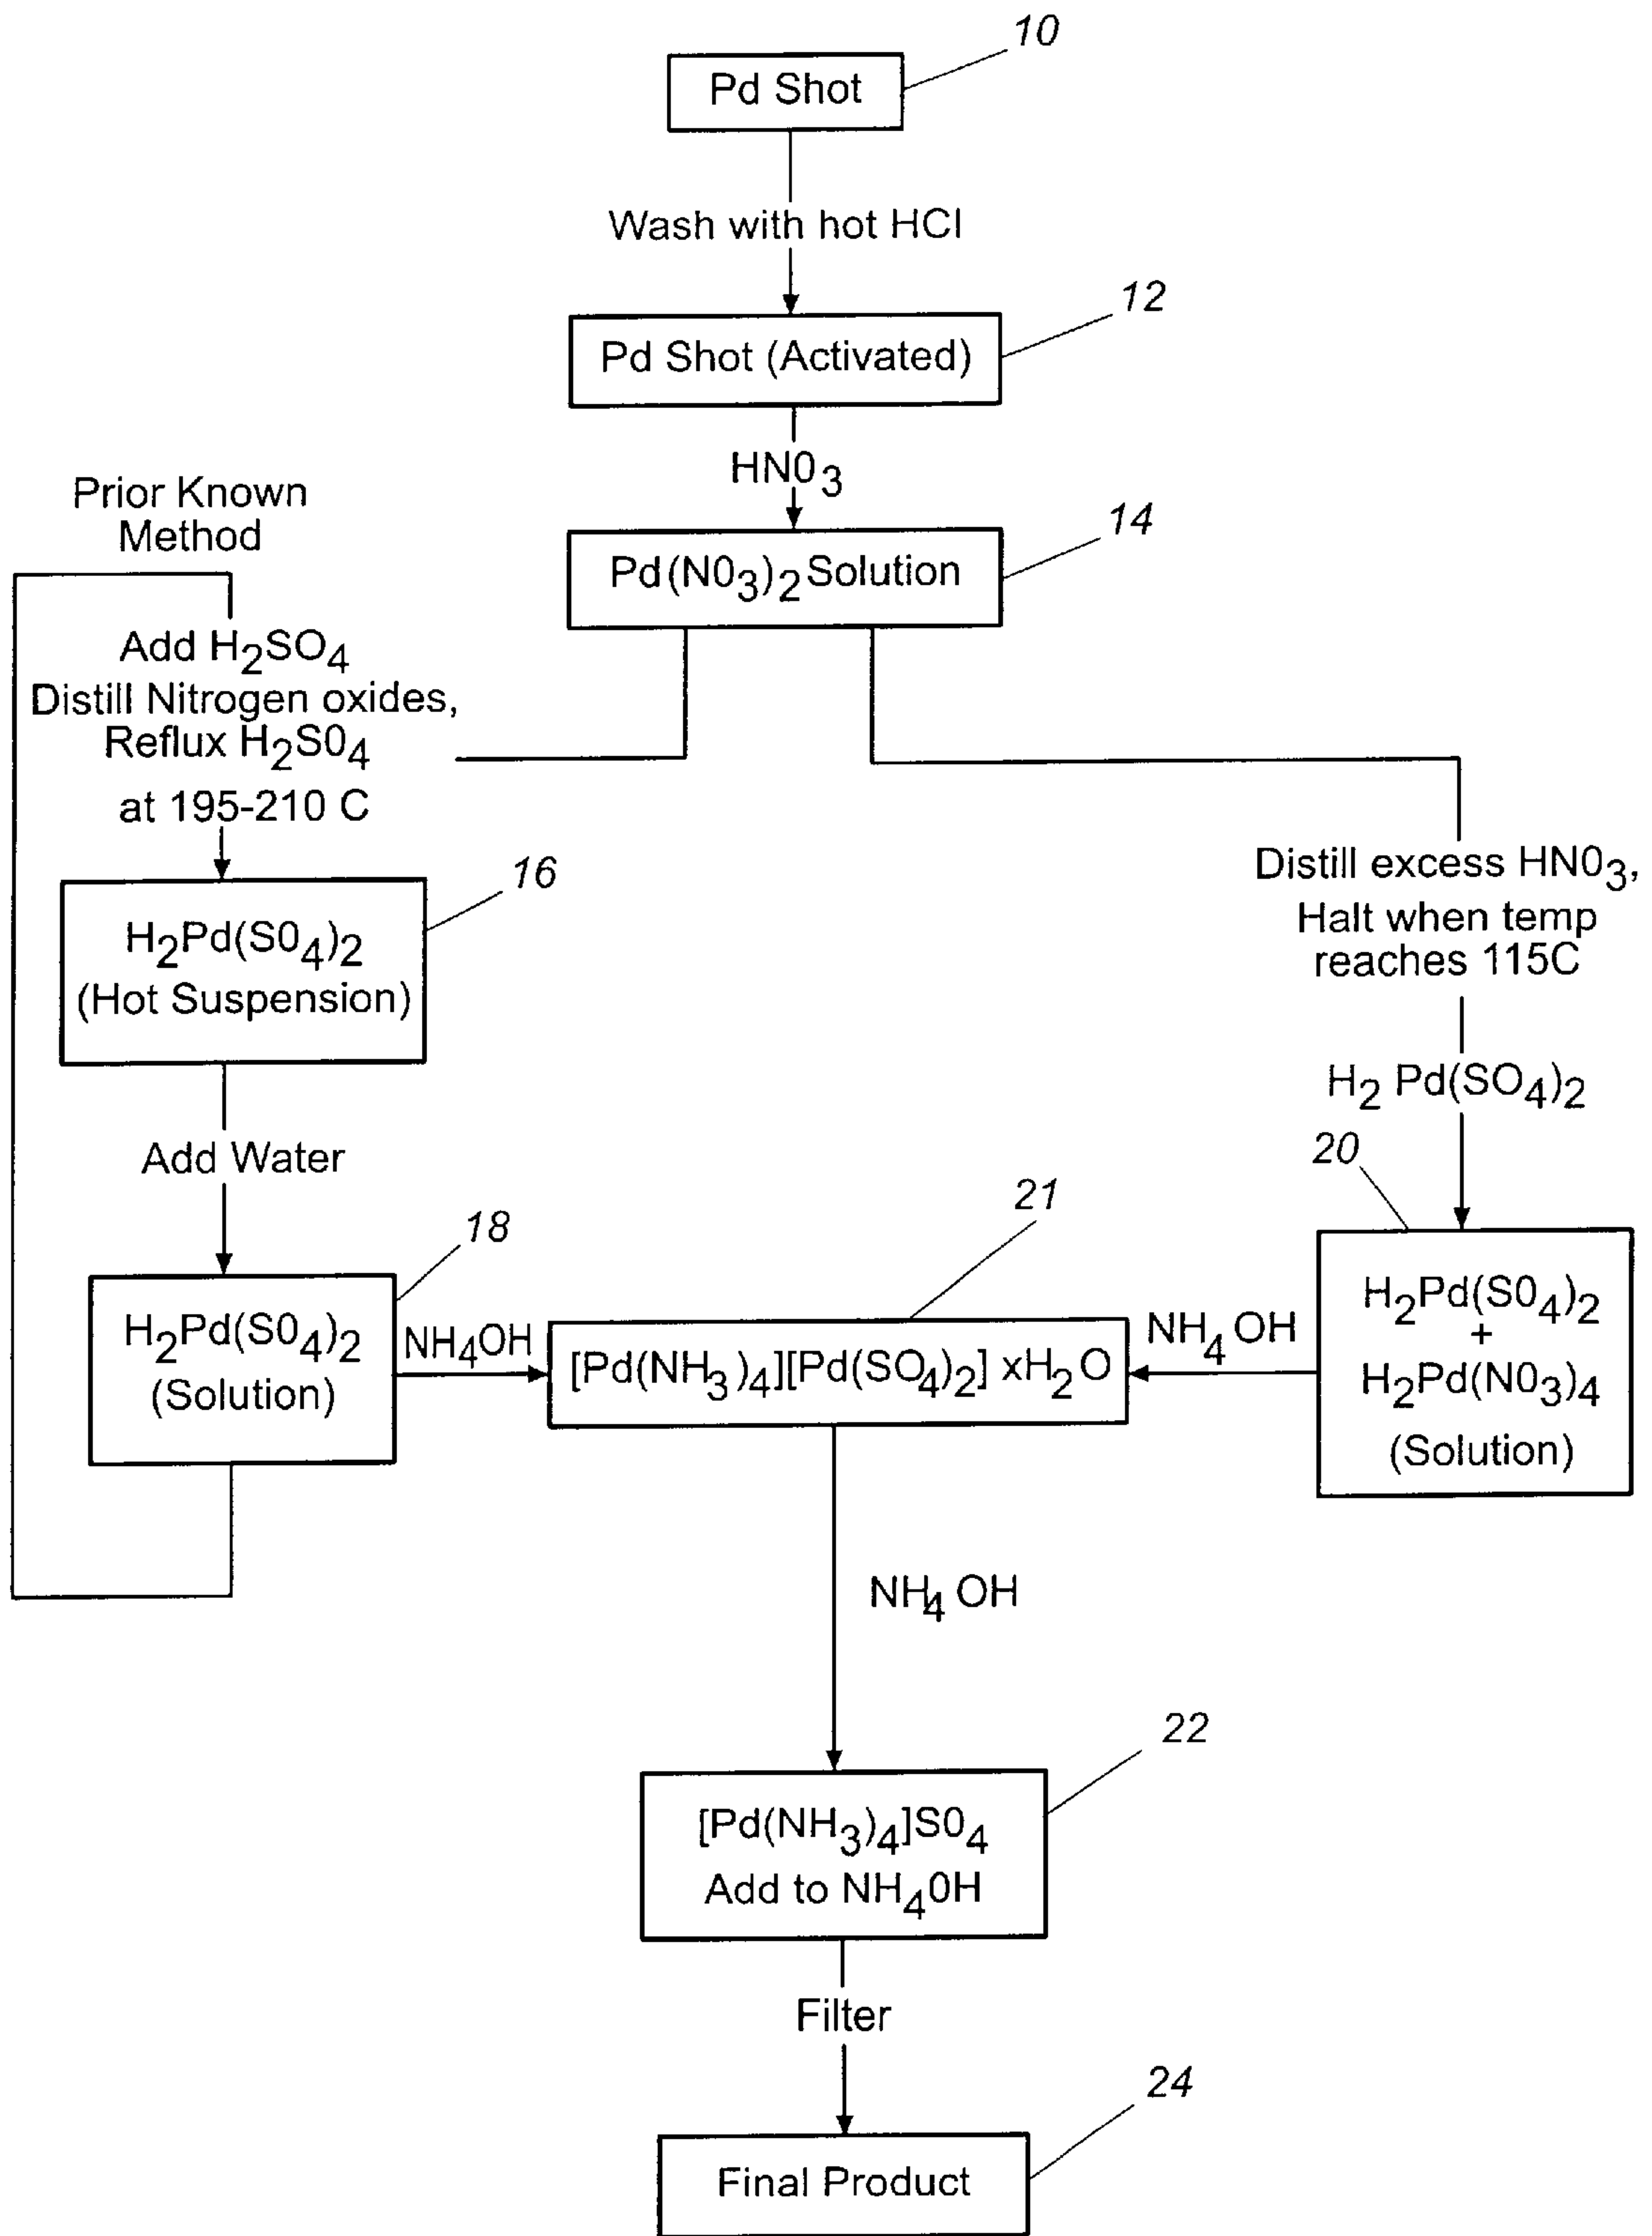 10
Pd Shot
Wash with hot HCl
12
Pd Shot (Activated)
HN0₃
14
Pd(N0₃)₂ Solution
Prior Known
Method
Add H₂SO₄
Distill Nitrogen oxides,
Reflux H₂S0₄
at 195-210 C
16
H₂Pd(S0₄)₂
(Hot Suspension)
Add Water
18
H₂Pd(S0₄)₂
(Solution)
NH₄OH
Distill excess HN0₃,
Halt when temp
reaches 115C
H₂ Pd(SO₄)₂
20
H₂Pd(S0₄)₂
+
H₂Pd(N0₃)₄
(Solution)
NH₄ OH
21
[Pd(NH₃)₄][Pd(SO₄)₂] xH₂O
NH₄ OH
22
[Pd(NH₃)₄]S0₄
Add to NH₄0H
Filter
24
Final Product